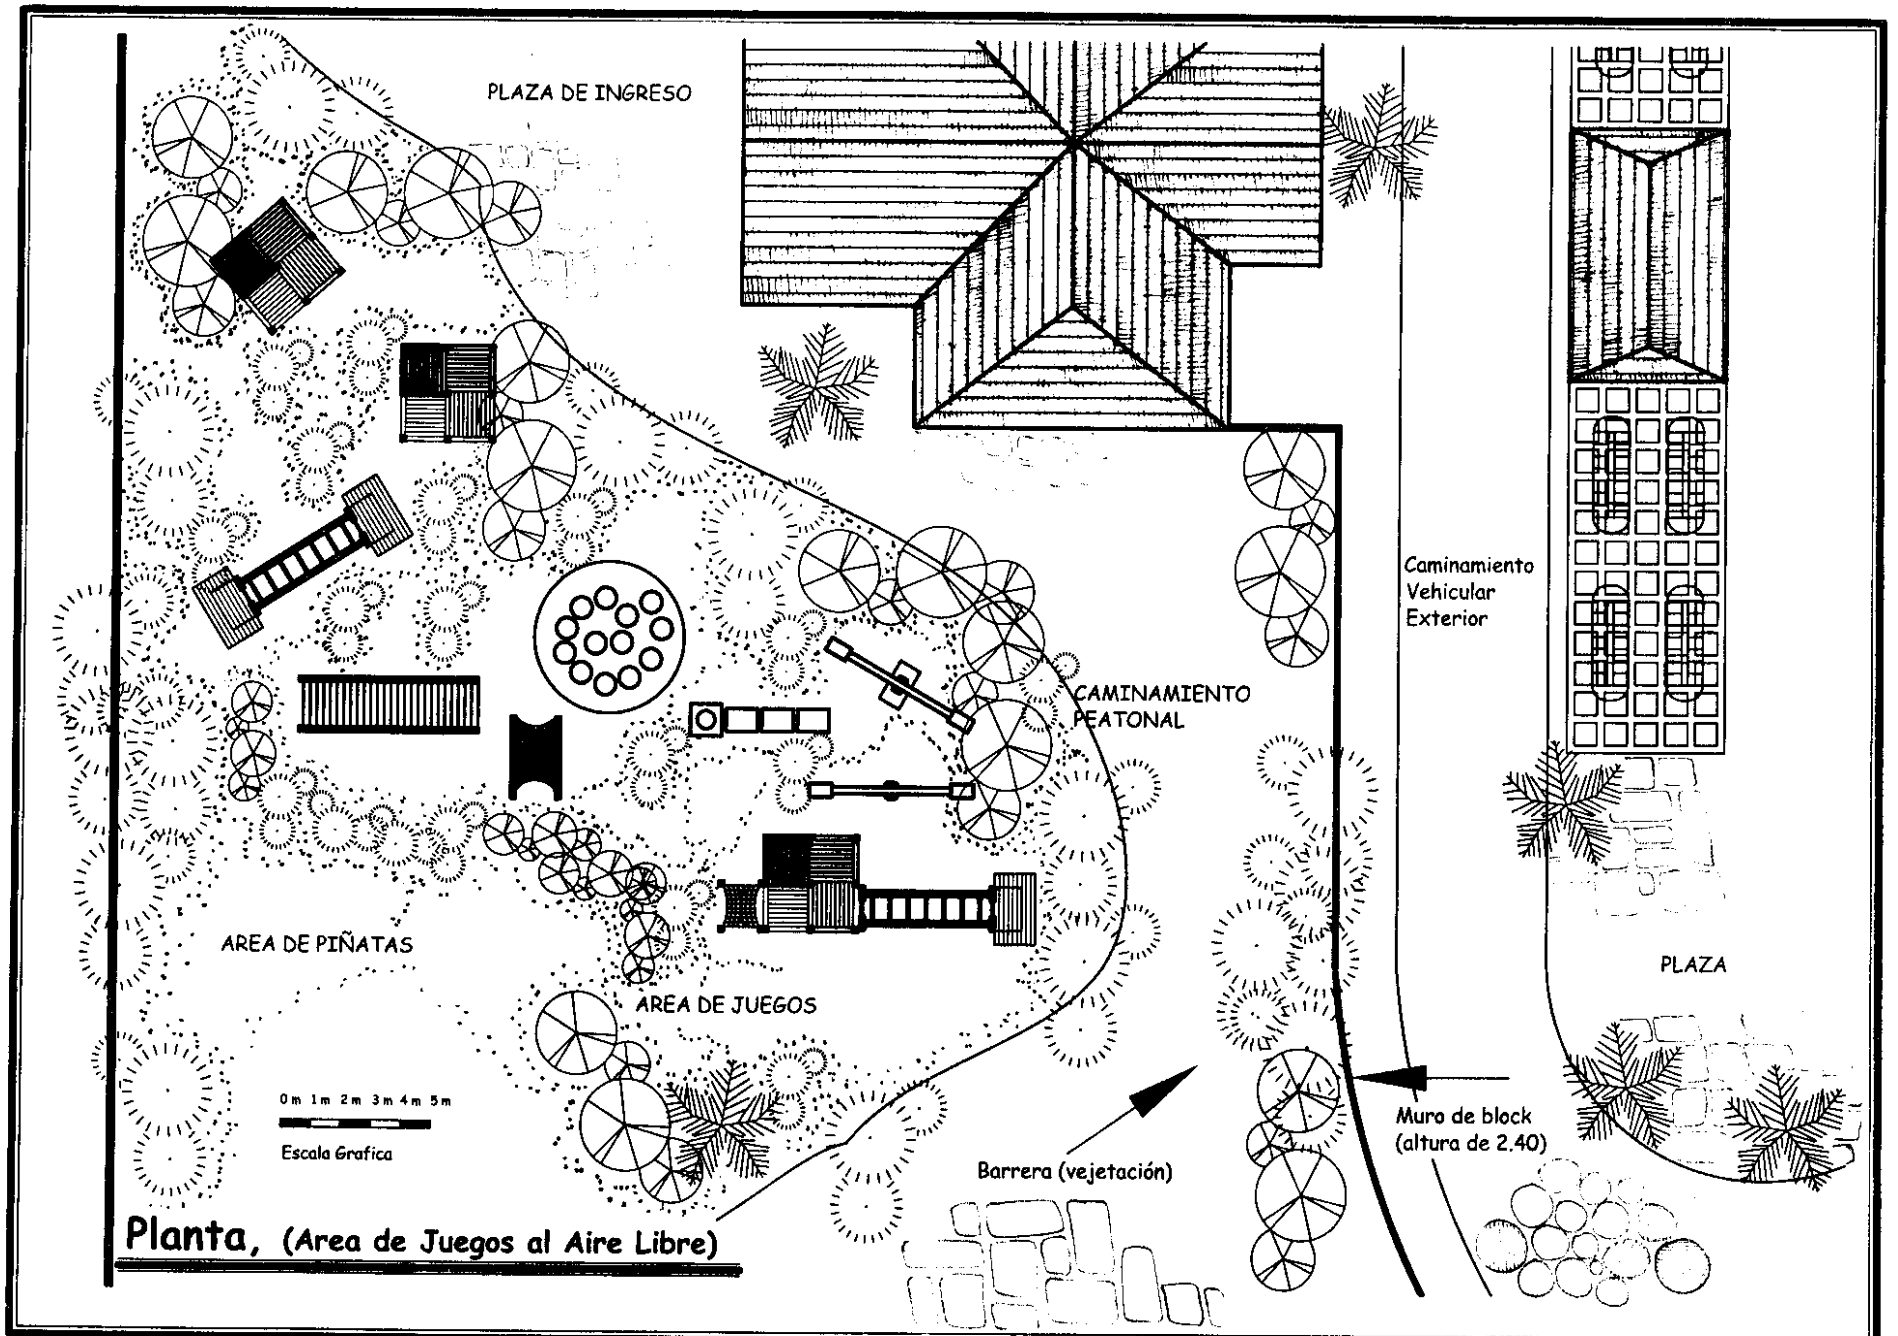 PLAZA DE INGRESO
Caminamiento
Vehicular
Exterior
CAMINAMIENTO
PEATONAL
AREA DE PIÑATAS
PLAZA
AREA DE JUEGOS
0m 1m 2m 3m 4m 5m
Escala Grafica
Muro de block
(altura de 2.40)
Barrera (vejetación)
Planta, (Area de Juegos al Aire Libre)